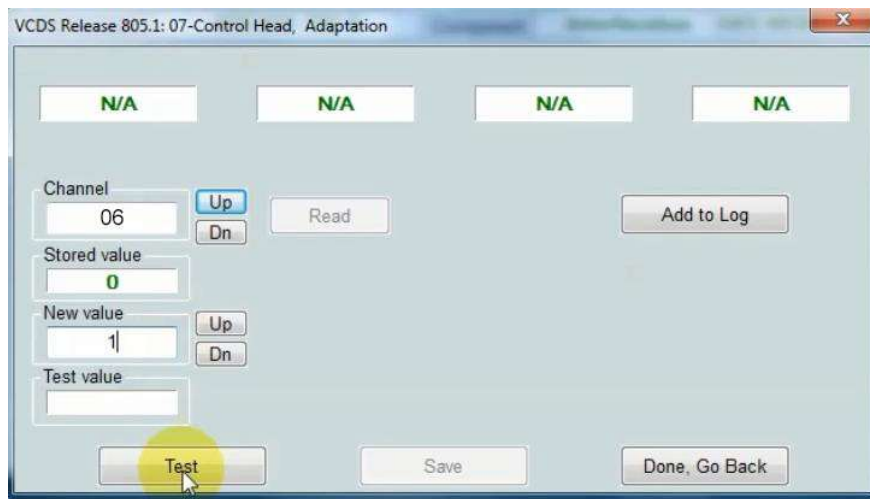 VCDS Release 805.1: 07-Control Head, Adaptation
N/A N/A N/A N/A
Channel
06
Up
Dn
Read
Add to Log
Stored value
0
New value
1
Up
Dn
Test value
Test
Save
Done, Go Back